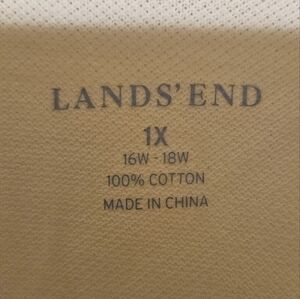 LANDS' END
1X
16W - 18W
100% COTTON
MADE IN CHINA